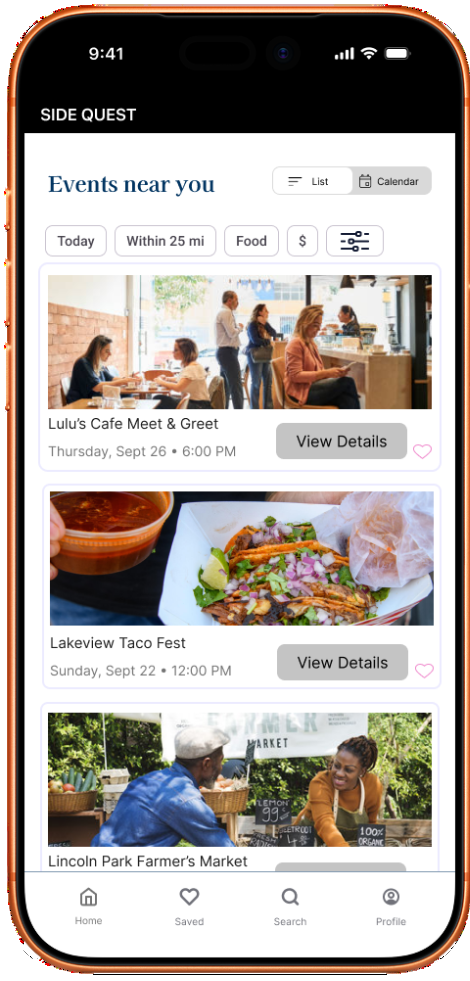 9:41
SIDE QUEST
Events near you
List
Calendar
Today
Within 25 mi
Food
$
Lulu's Cafe Meet & Greet
Thursday, Sept 26 • 6:00 PM
View Details
Lakeview Taco Fest
Sunday, Sept 22 • 12:00 PM
View Details
MARKET
LEMON
99¢
100%
ORGANIC
Lincoln Park Farmer's Market
Home
Saved
Search
Profile